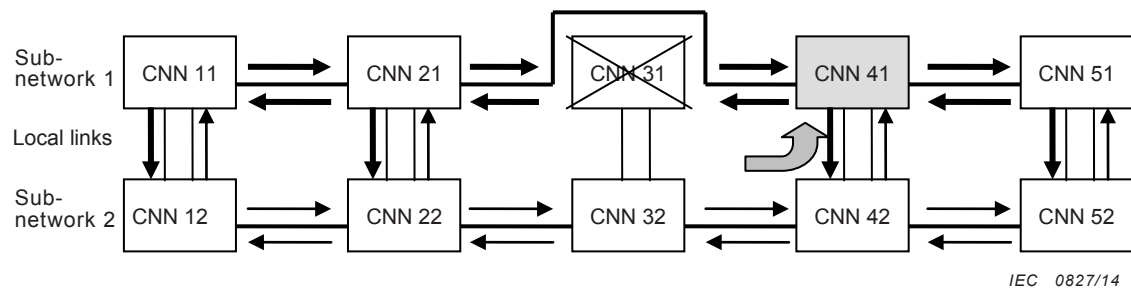 Sub-
network 1
CNN 11
CNN 21
CNN 31
CNN 41
CNN 51
Local links
Sub-
network 2
CNN 12
CNN 22
CNN 32
CNN 42
CNN 52
IEC 0827/14